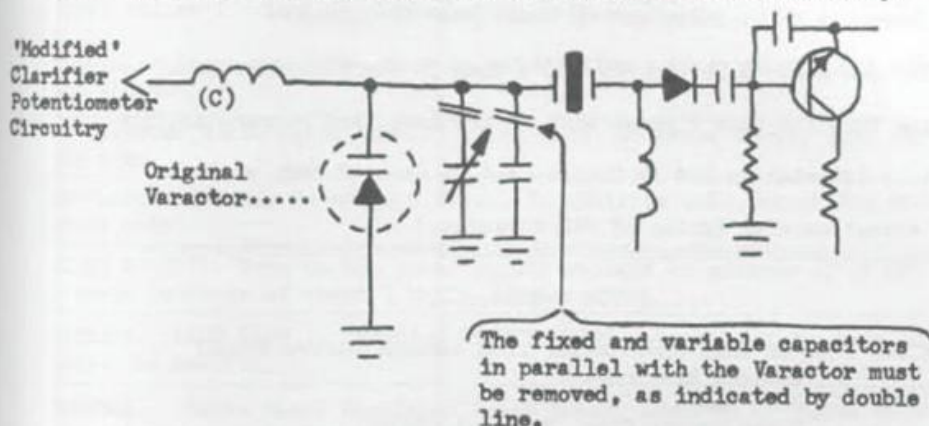 'Modified'
Clarifier
Potentiometer
Circuitry
(C)
Original
Varactor.....
The fixed and variable capacitors
in parallel with the Varactor must
be removed, as indicated by double
line.